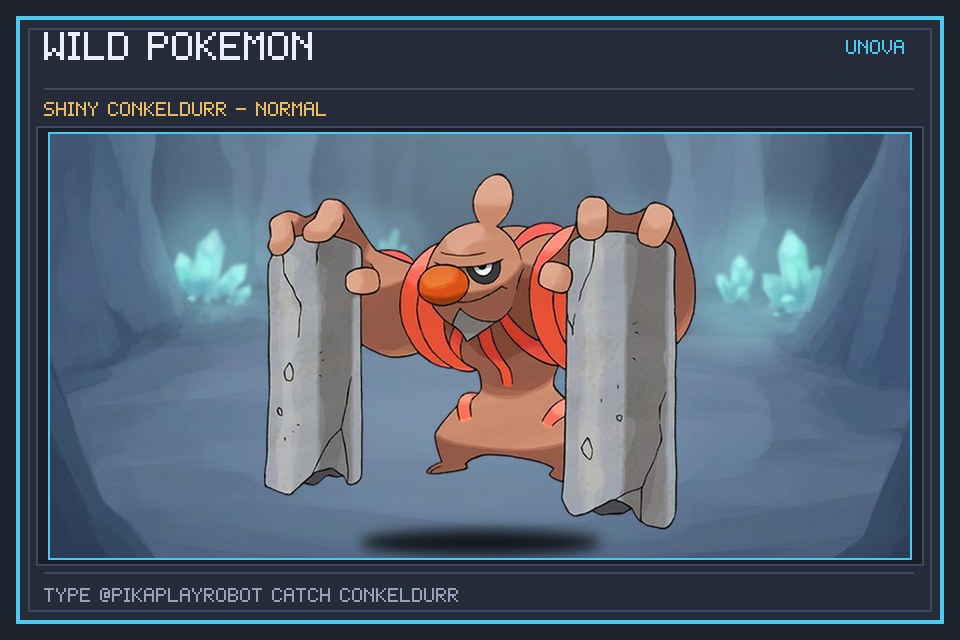 WILD POKEMON
UNOVA
SHINY CONKELDURR - NORMAL
TYPE @PIKAPLAYROBOT CATCH CONKELDURR